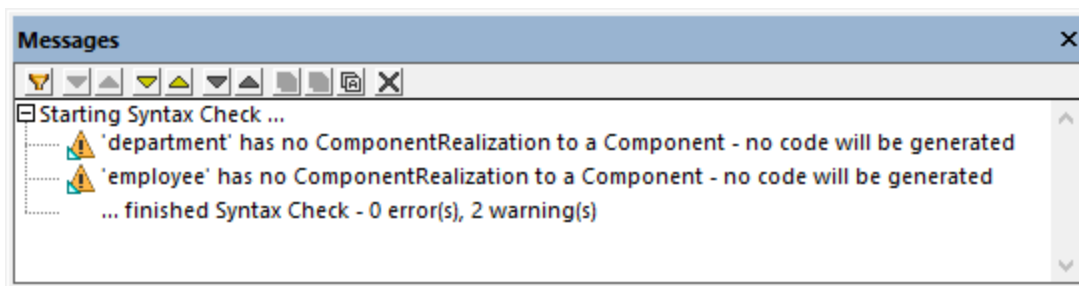 Messages
Starting Syntax Check ...
'department' has no ComponentRealization to a Component - no code will be generated
'employee' has no ComponentRealization to a Component - no code will be generated
... finished Syntax Check - 0 error(s), 2 warning(s)